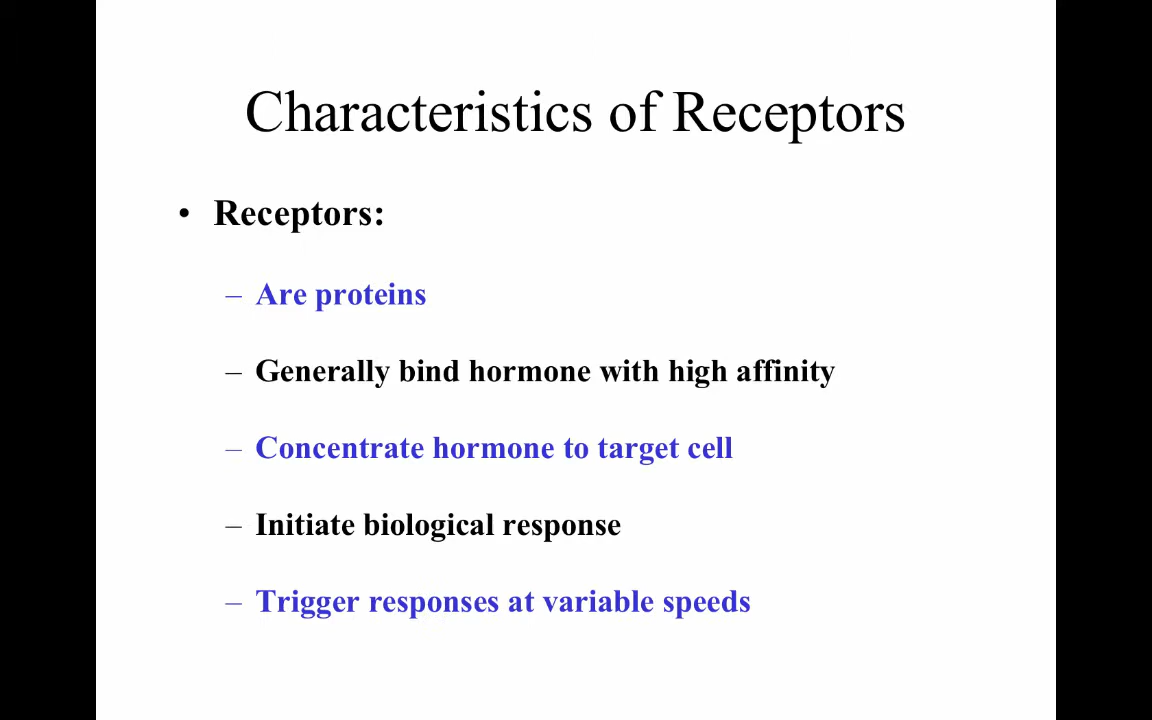 Characteristics of Receptors
• Receptors:
– Are proteins
– Generally bind hormone with high affinity
– Concentrate hormone to target cell
– Initiate biological response
– Trigger responses at variable speeds